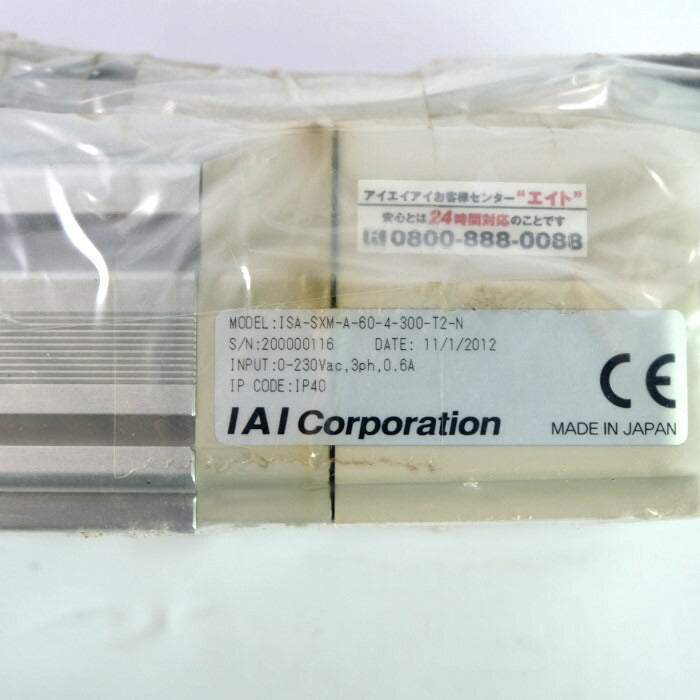 アイエイアイお客様センター“エイト”
安心とは24時間対応のことです
IAI 0800-888-0088
MODEL:ISA-SXM-A-60-4-300-T2-N
S/N:200000116 DATE: 11/1/2012
INPUT:0-230Vac,3ph,0.6A
IP CODE:IP40
CE
IAI Corporation
MADE IN JAPAN